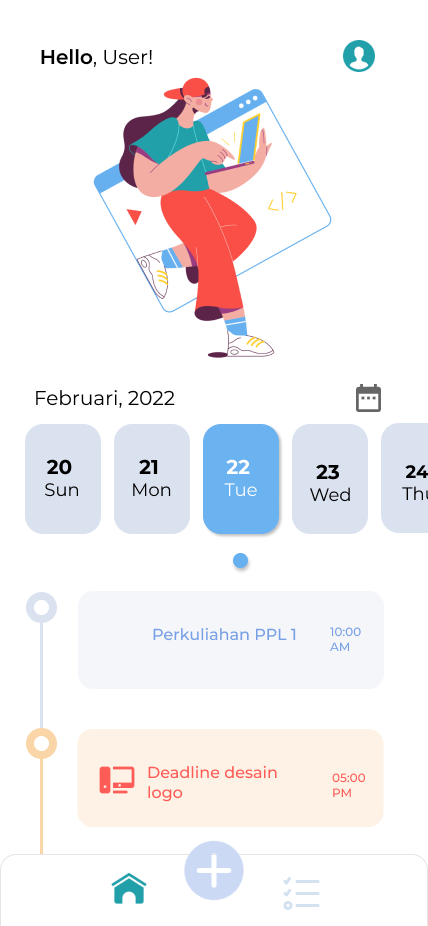 Hello, User!
</>
Februari, 2022
20
Sun
21
Mon
22
Tue
23
Wed
24
Thu
Perkuliahan PPL 1
10:00
AM
Deadline desain
logo
05:00
PM